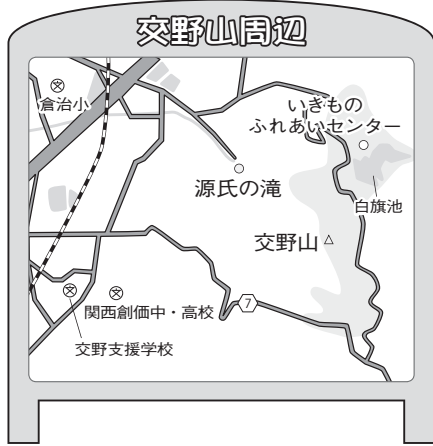 交野山周辺
倉治小
いきもの
ふれあいセンター
源氏の滝
白旗池
交野山
7
関西創価中・高校
交野支援学校